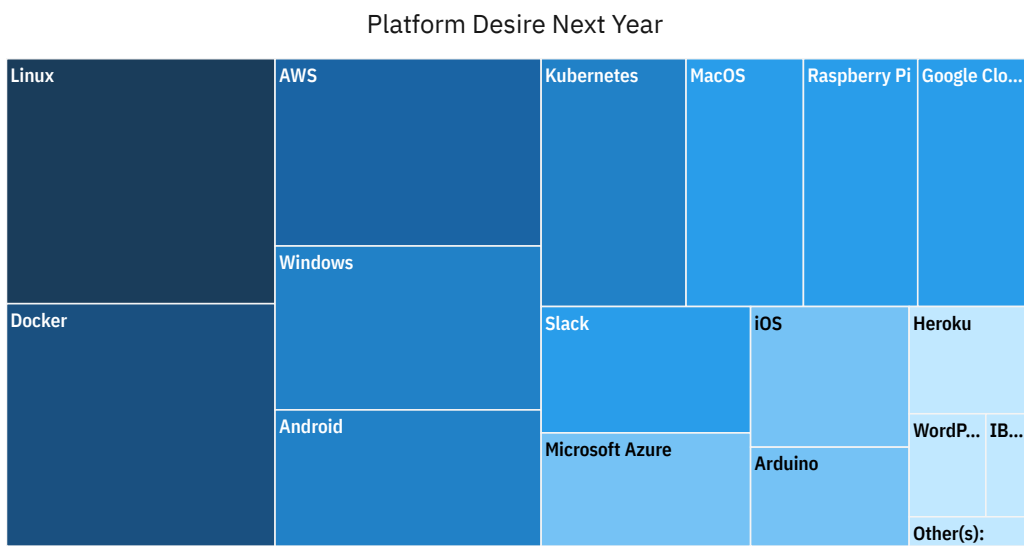 Platform Desire Next Year
Linux
AWS
Kubernetes
MacOS
Raspberry Pi
Google Clo...
Windows
Docker
Slack
iOS
Heroku
Android
Microsoft Azure
Arduino
WordP...
IB...
Other(s):